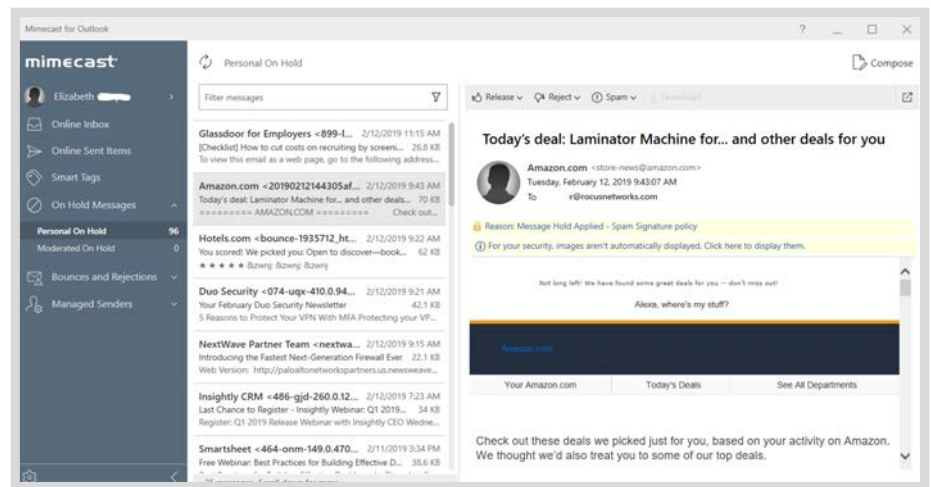 Mimecast for Outlook
mimecast
Personal On Hold
Compose
Elizabeth
Online Inbox
Online Sent Items
Smart Tags
On Hold Messages
Personal On Hold 96
Moderated On Hold 0
Bounces and Rejections
Managed Senders
Filter messages
Glassdoor for Employers <899-l... 2/12/2019 11:15 AM
[Checklist] How to cut costs on recruiting by screeni... 26.8 KB
To view this email as a web page, go to the following address...
Amazon.com <20190212144305af... 2/12/2019 9:43 AM
Today's deal: Laminator Machine for... and other deals... 70 KB
========= AMAZON.COM ========= Check out...
Hotels.com <bounce-1935712_ht... 2/12/2019 9:22 AM
You scored! We picked you: Open to discover—book... 62 KB
★ ★ ★ ★ ★ &zwnj; &zwnj; &zwnj
Duo Security <074-uqx-410.0.94... 2/12/2019 9:21 AM
Your February Duo Security Newsletter 42.1 KB
5 Reasons to Protect Your VPN With MFA Protecting your VP...
NextWave Partner Team <nextwa... 2/12/2019 9:15 AM
Introducing the Fastest Next-Generation Firewall Ever 22.1 KB
Web Version: http://paloaltonetworkspartners.us.newsweave...
Insightly CRM <486-gjd-260.0.12... 2/12/2019 7:23 AM
Last Chance to Register - Insightly Webinar: Q1 2019... 34 KB
Register: Q1 2019 Release Webinar with Insightly CEO Wedne...
Smartsheet <464-onm-149.0.470... 2/11/2019 3:34 PM
Free Webinar: Best Practices for Building Effective D... 38.6 KB
Release Reject Spam Download
Today's deal: Laminator Machine for... and other deals for you
Amazon.com <store-news@amazon.com>
Tuesday, February 12, 2019 9:43:07 AM
To r@rocusnetworks.com
Reason: Message Hold Applied - Spam Signature policy
For your security, images aren't automatically displayed. Click here to display them.
Not long left! We have found some great deals for you -- don't miss out!
Alexa, where's my stuff?
Amazon.com
Your Amazon.com Today's Deals See All Departments
Check out these deals we picked just for you, based on your activity on Amazon.
We thought we'd also treat you to some of our top deals.